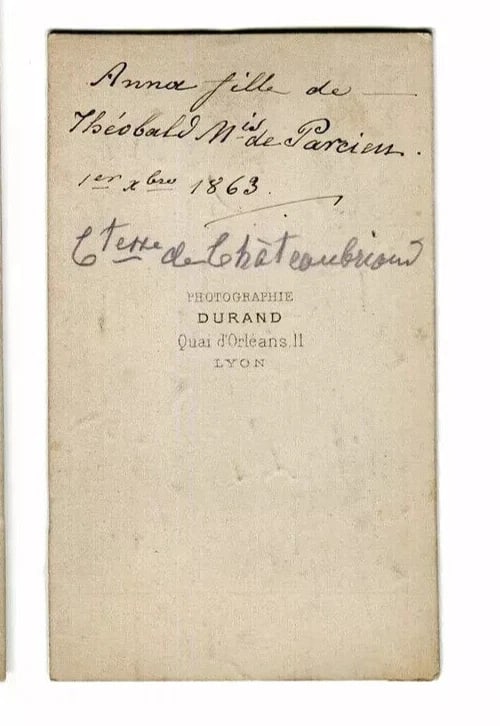 Anna fille de —
Théobald Mis de Parcieu.
1er xbre 1863.
Ctesse de Châteaubriand
PHOTOGRAPHIE
DURAND
Quai d'Orléans, 11
LYON